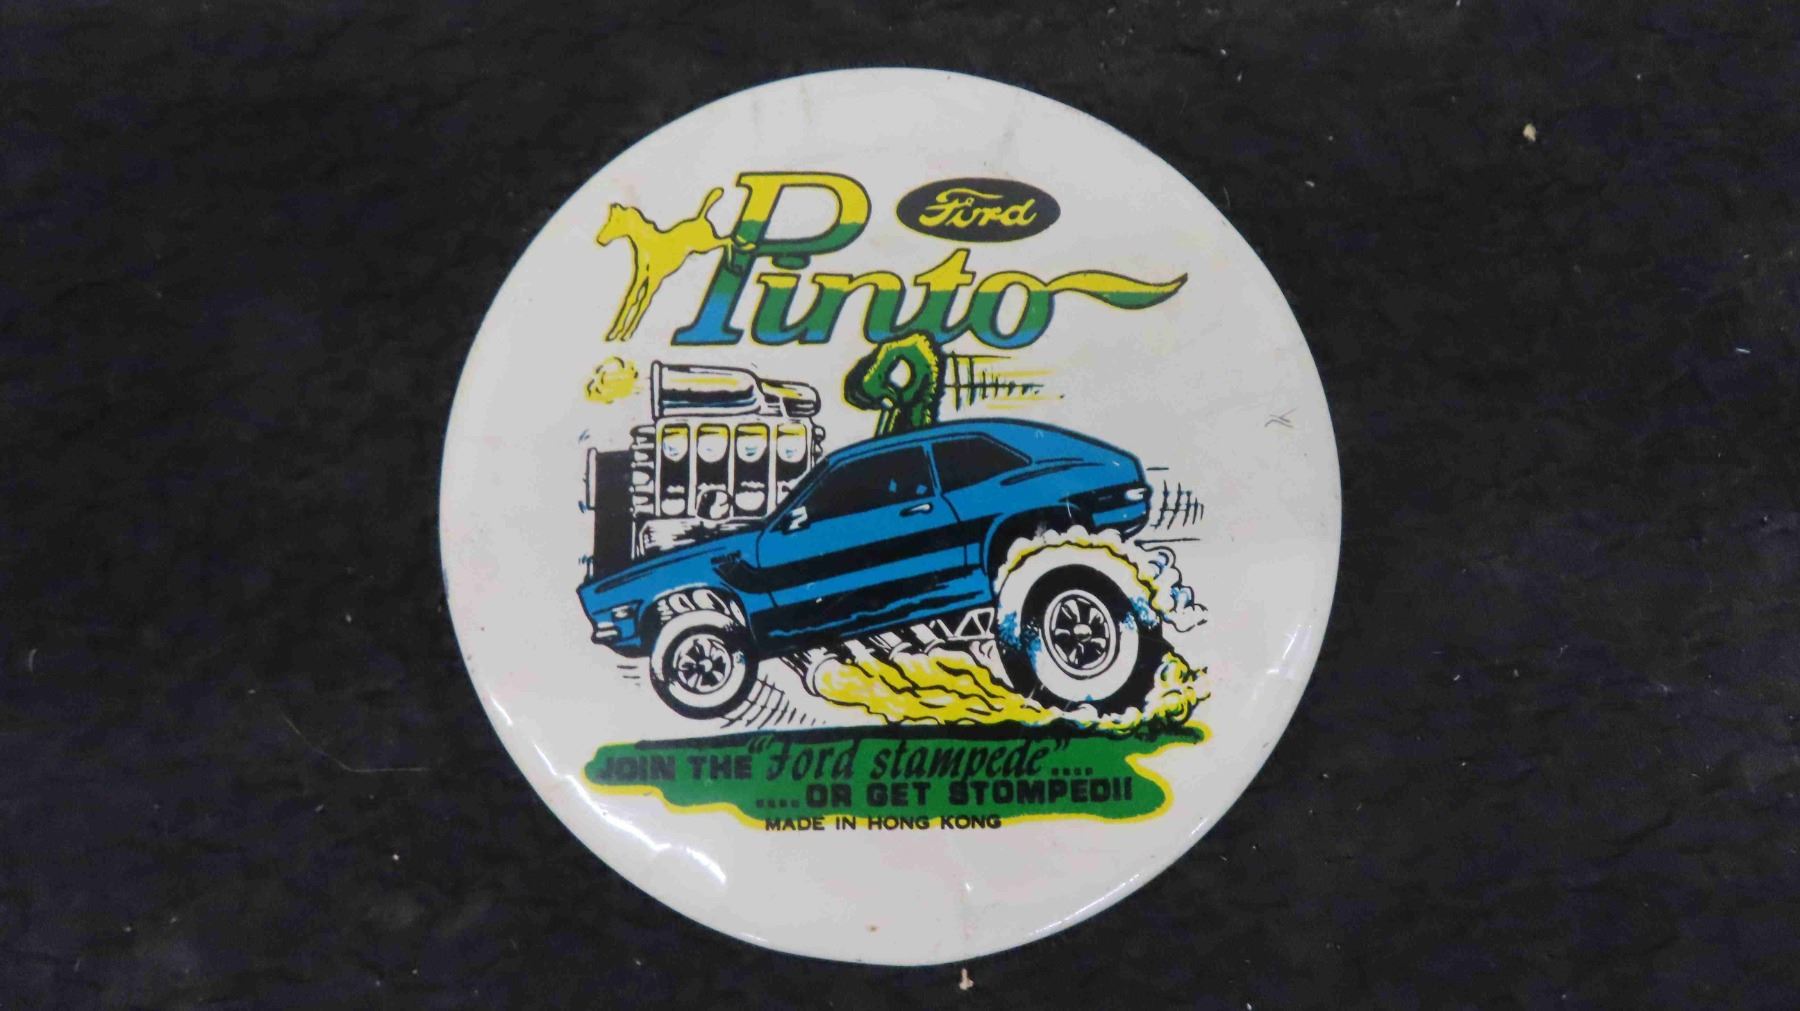 Ford
Pinto
JOIN THE "Ford stampede"....
....OR GET STOMPED!!
MADE IN HONG KONG